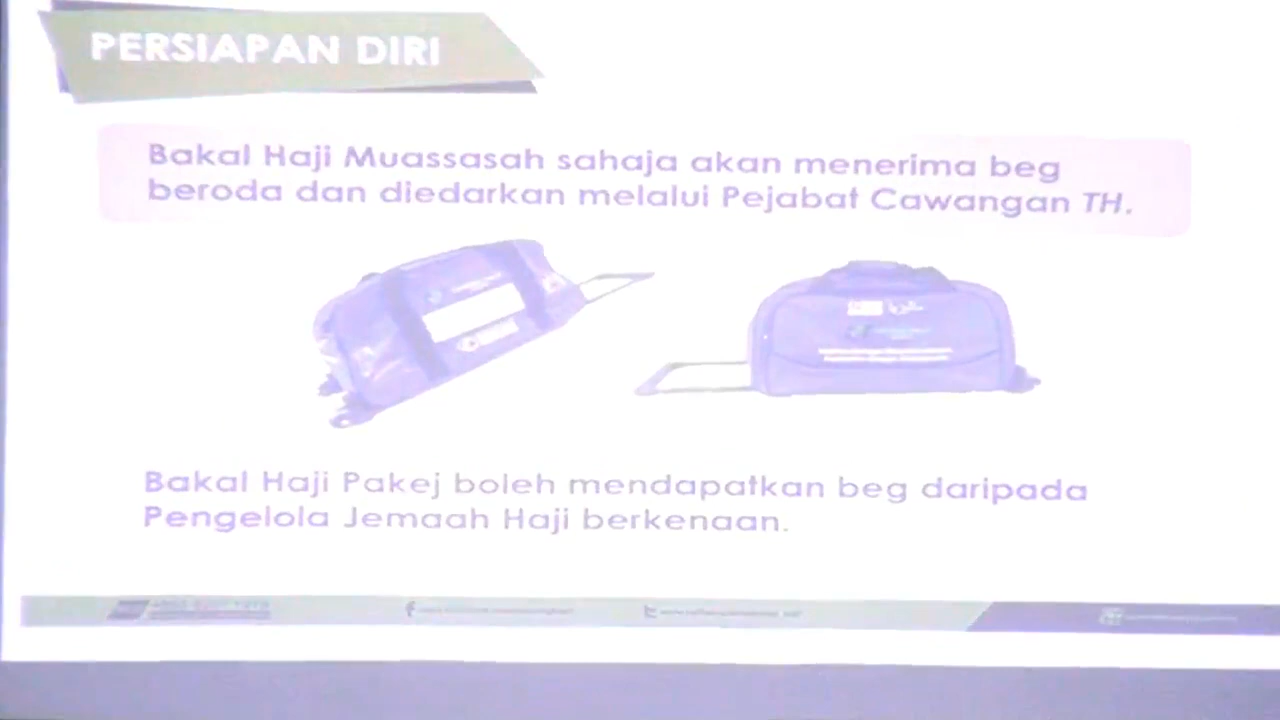 PERSIAPAN DIRI
Bakal Haji Muassasah sahaja akan menerima beg
beroda dan diedarkan melalui Pejabat Cawangan TH.
Bakal Haji Pakej boleh mendapatkan beg daripada
Pengelola Jemaah Haji berkenaan.